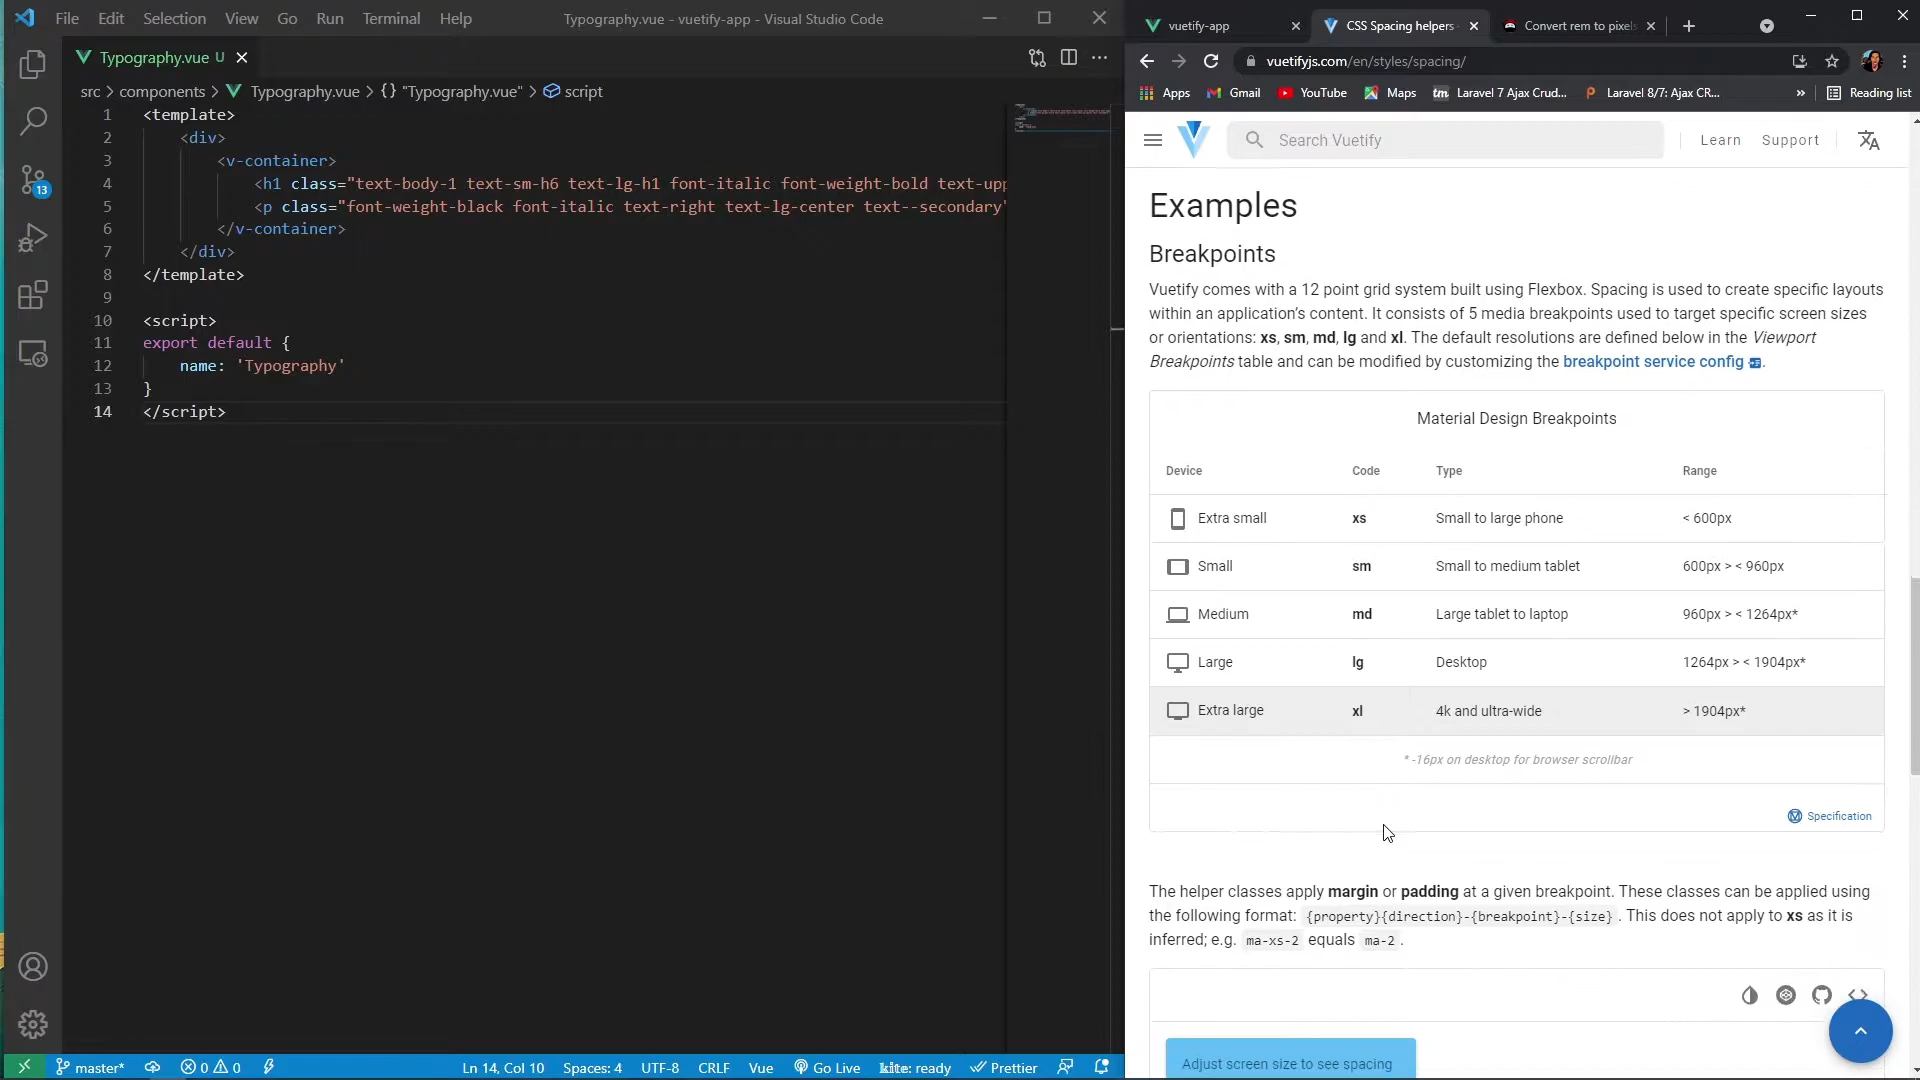 File Edit Selection View Go Run Terminal Help
Typography.vue - vuetify-app - Visual Studio Code
Typography.vue U
src > components > Typography.vue > {} "Typography.vue" > script
1 <template>
2 <div>
3 <v-container>
4 <h1 class="text-body-1 text-sm-h6 text-lg-h1 font-italic font-weight-bold text-upp
5 <p class="font-weight-black font-italic text-right text-lg-center text--secondary"
6 </v-container>
7 </div>
8 </template>
9
10 <script>
11 export default {
12 name: 'Typography'
13 }
14 </script>
13
master* 0 0 Ln 14, Col 10 Spaces: 4 UTF-8 CRLF Vue Go Live kite: ready Prettier
vuetify-app
CSS Spacing helpers
Convert rem to pixels
vuetifyjs.com/en/styles/spacing/
Apps Gmail YouTube Maps tm Laravel 7 Ajax Crud... Laravel 8/7: Ajax CR... » Reading list
Search Vuetify Learn Support
Examples
Breakpoints
Vuetify comes with a 12 point grid system built using Flexbox. Spacing is used to create specific layouts
within an application's content. It consists of 5 media breakpoints used to target specific screen sizes
or orientations: xs, sm, md, lg and xl. The default resolutions are defined below in the Viewport
Breakpoints table and can be modified by customizing the breakpoint service config.
Material Design Breakpoints
Device Code Type Range
Extra small xs Small to large phone < 600px
Small sm Small to medium tablet 600px > < 960px
Medium md Large tablet to laptop 960px > < 1264px*
Large lg Desktop 1264px > < 1904px*
Extra large xl 4k and ultra-wide > 1904px*
* -16px on desktop for browser scrollbar
Specification
The helper classes apply margin or padding at a given breakpoint. These classes can be applied using
the following format: {property}{direction}-{breakpoint}-{size}. This does not apply to xs as it is
inferred; e.g. ma-xs-2 equals ma-2.
Adjust screen size to see spacing